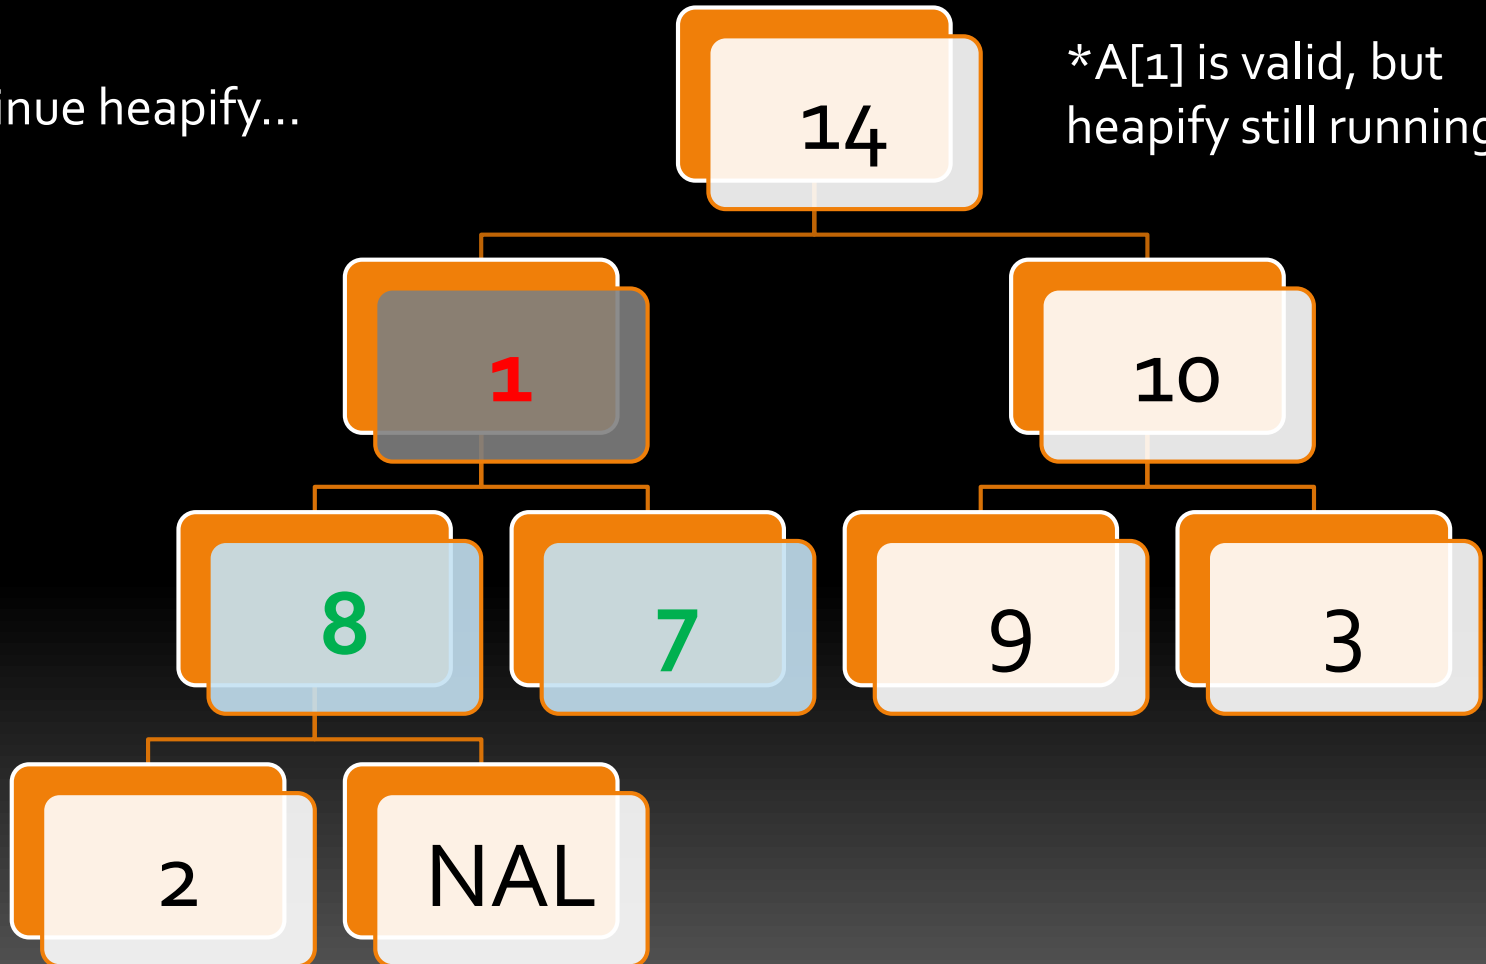 inue heapify...
*A[1] is valid, but
heapify still running
14
1
10
8
7
9
3
2
NAL